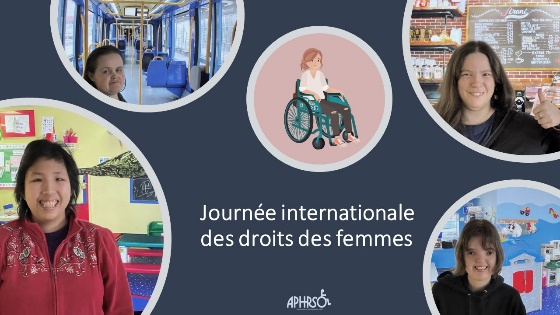 Journée internationale
des droits des femmes
APHRSO